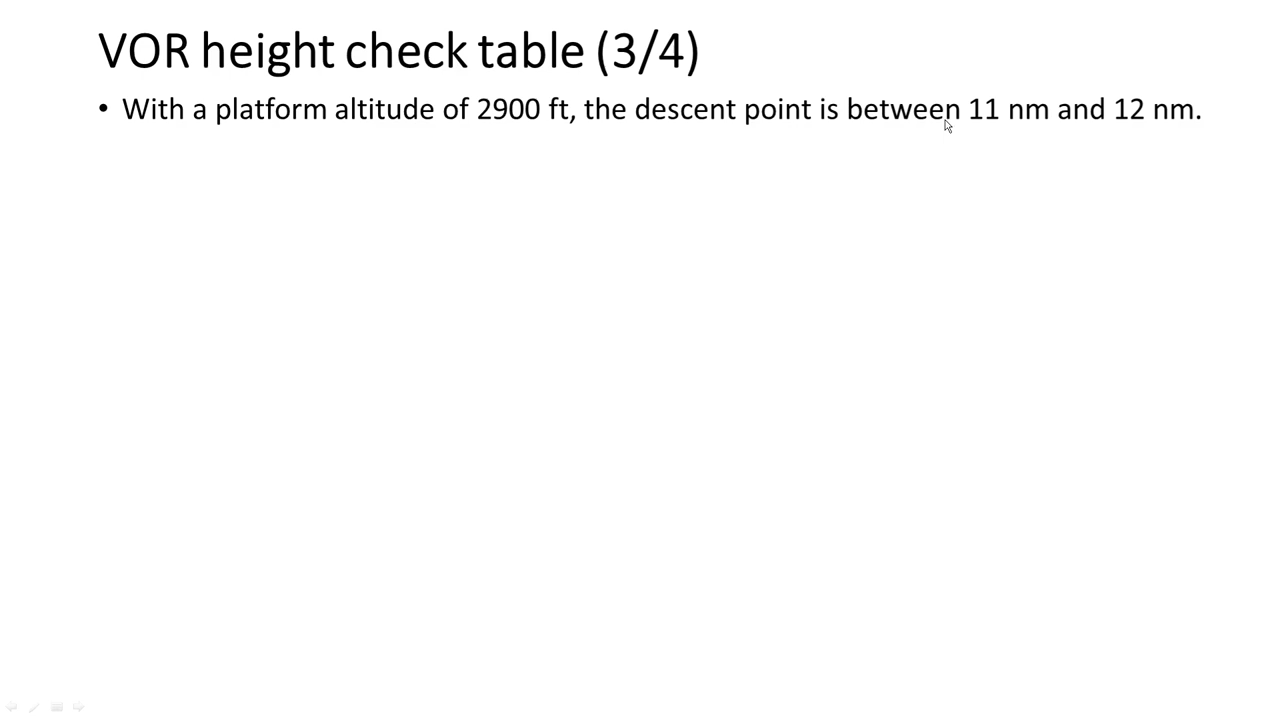 VOR height check table (3/4)
• With a platform altitude of 2900 ft, the descent point is between 11 nm and 12 nm.